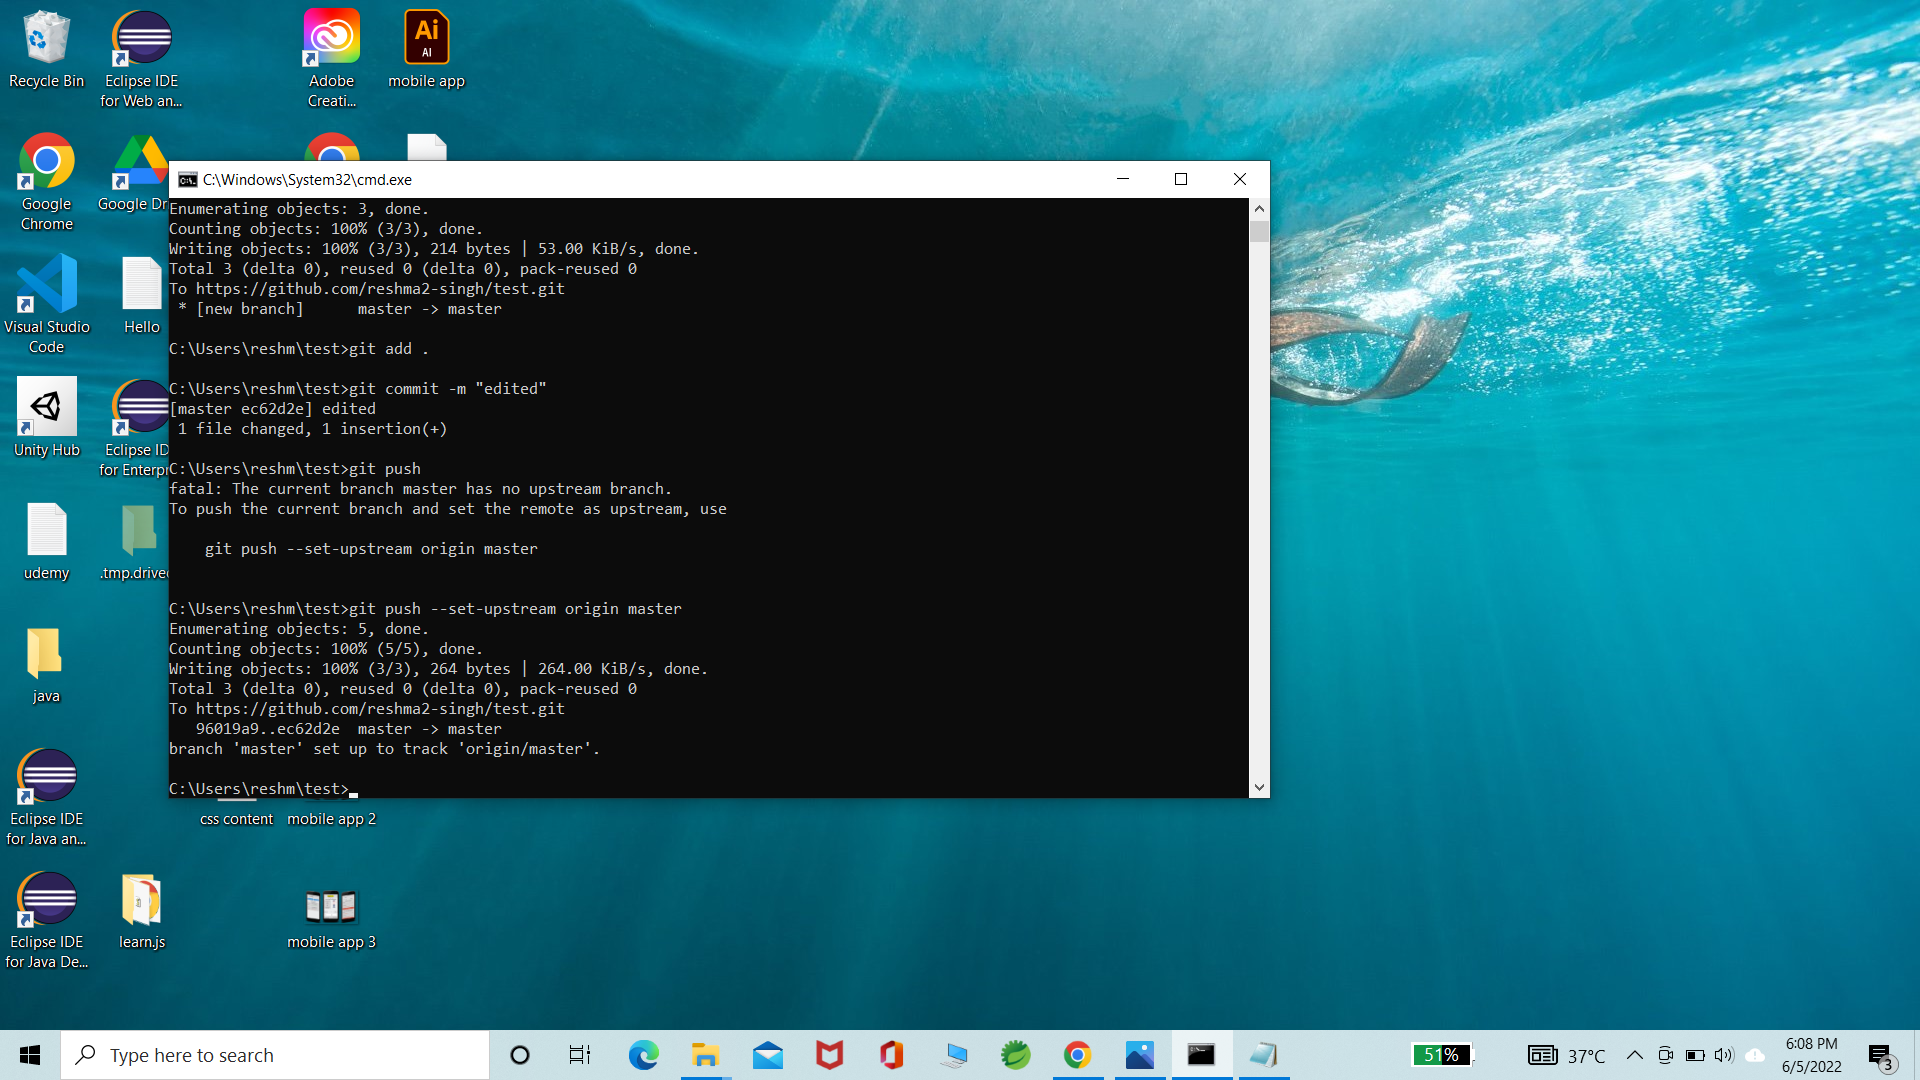 Recycle Bin
Eclipse IDE
for Web an...
Adobe
Creati...
Ai
AI
mobile app
Google
Chrome
Google Dr
Visual Studio
Code
Hello
Unity Hub
Eclipse ID
for Enterpr
udemy
.tmp.drive
java
Eclipse IDE
for Java an...
css content
mobile app 2
Eclipse IDE
for Java De...
learn.js
mobile app 3
C:\Windows\System32\cmd.exe
Enumerating objects: 3, done.
Counting objects: 100% (3/3), done.
Writing objects: 100% (3/3), 214 bytes | 53.00 KiB/s, done.
Total 3 (delta 0), reused 0 (delta 0), pack-reused 0
To https://github.com/reshma2-singh/test.git
* [new branch]      master -> master
C:\Users\reshm\test>git add .
C:\Users\reshm\test>git commit -m "edited"
[master ec62d2e] edited
1 file changed, 1 insertion(+)
C:\Users\reshm\test>git push
fatal: The current branch master has no upstream branch.
To push the current branch and set the remote as upstream, use
git push --set-upstream origin master
C:\Users\reshm\test>git push --set-upstream origin master
Enumerating objects: 5, done.
Counting objects: 100% (5/5), done.
Writing objects: 100% (3/3), 264 bytes | 264.00 KiB/s, done.
Total 3 (delta 0), reused 0 (delta 0), pack-reused 0
To https://github.com/reshma2-singh/test.git
96019a9..ec62d2e  master -> master
branch 'master' set up to track 'origin/master'.
C:\Users\reshm\test>
Type here to search
51%
37°C
6:08 PM
6/5/2022
3